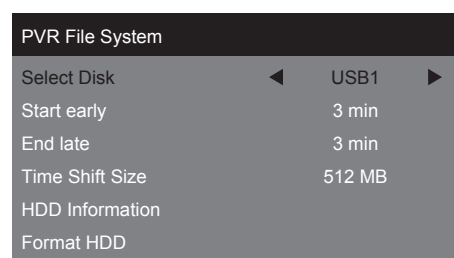 PVR File System
Select Disk USB1
Start early 3 min
End late 3 min
Time Shift Size 512 MB
HDD Information
Format HDD